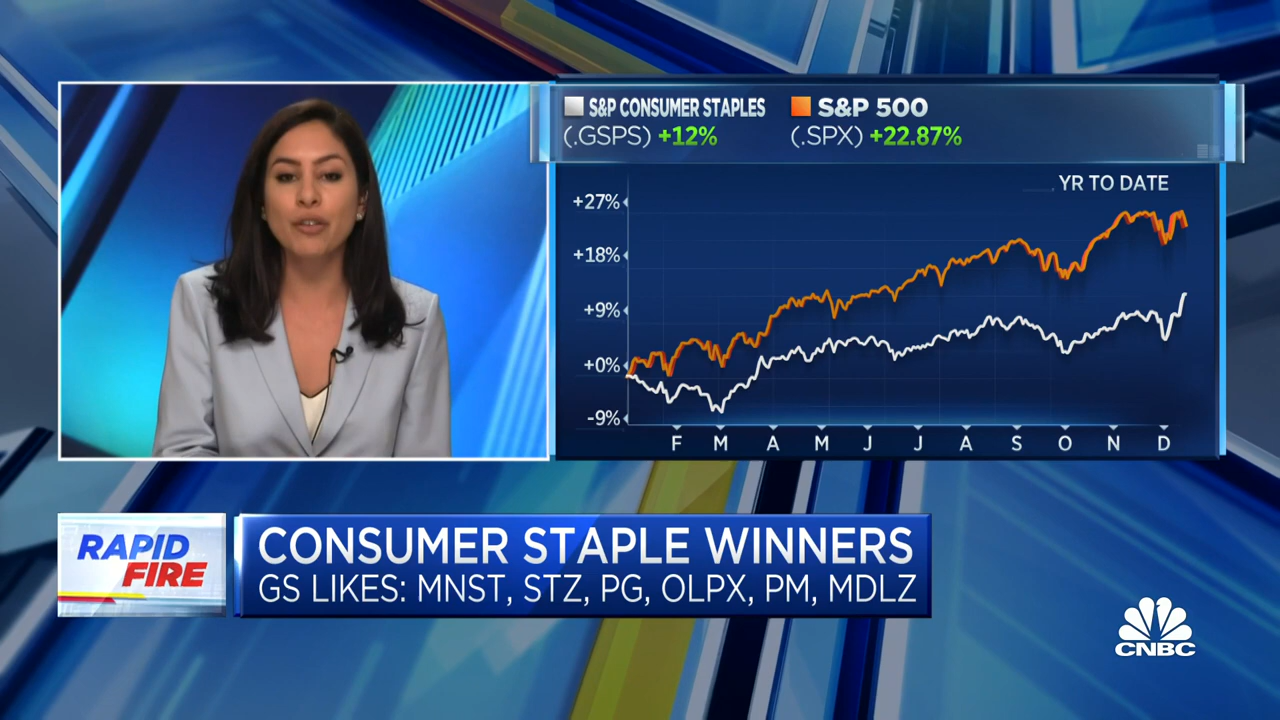 S&P CONSUMER STAPLES
(.GSPS) +12%
S&P 500
(.SPX) +22.87%
YR TO DATE
+27%
+18%
+9%
+0%
-9%
F M A M J J A S O N D
RAPID
FIRE
CONSUMER STAPLE WINNERS
GS LIKES: MNST, STZ, PG, OLPX, PM, MDLZ
CNBC